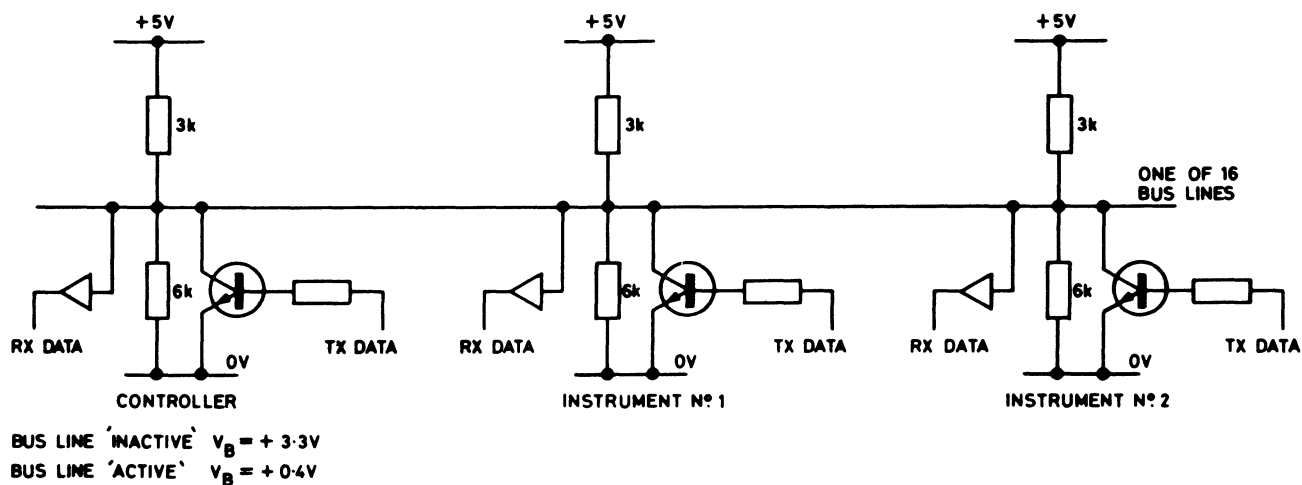 +5V
+5V
+5V
3k
3k
3k
ONE OF 16
BUS LINES
6k
6k
6k
RX DATA
TX DATA
RX DATA
TX DATA
RX DATA
TX DATA
0V
0V
0V
CONTROLLER
INSTRUMENT Nº 1
INSTRUMENT Nº 2
BUS LINE 'INACTIVE' VB = + 3·3V
BUS LINE 'ACTIVE' VB = + 0·4V